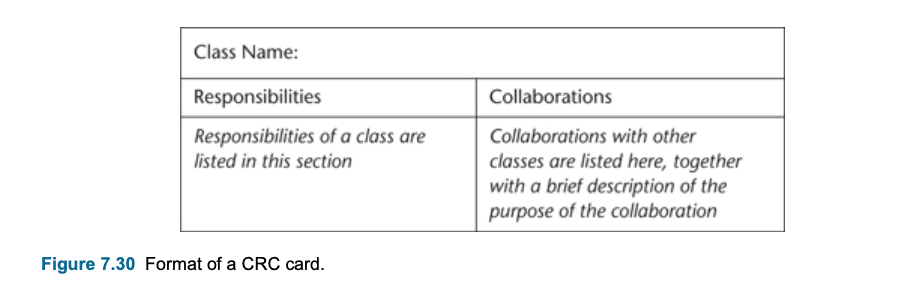 Class Name:
Responsibilities
Collaborations
Responsibilities of a class are
listed in this section
Collaborations with other
classes are listed here, together
with a brief description of the
purpose of the collaboration
Figure 7.30 Format of a CRC card.